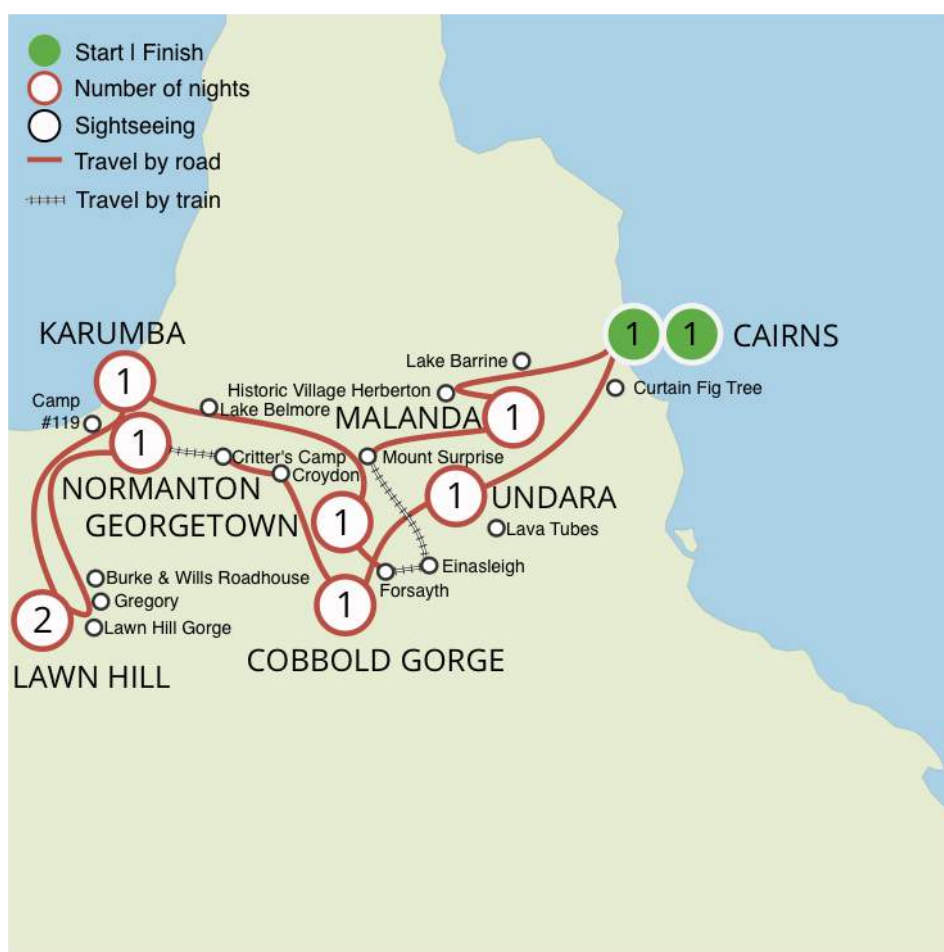 Start | Finish
Number of nights
Sightseeing
Travel by road
Travel by train
KARUMBA
1
1
1
CAIRNS
Lake Barrine
Historic Village Herberton
Curtain Fig Tree
Camp
#119
Lake Belmore
MALANDA
1
1
Critter's Camp
Mount Surprise
Croydon
NORMANTON
1
UNDARA
GEORGETOWN
1
Lava Tubes
Einasleigh
Forsayth
Burke & Wills Roadhouse
Gregory
1
2
Lawn Hill Gorge
COBBOLD GORGE
LAWN HILL